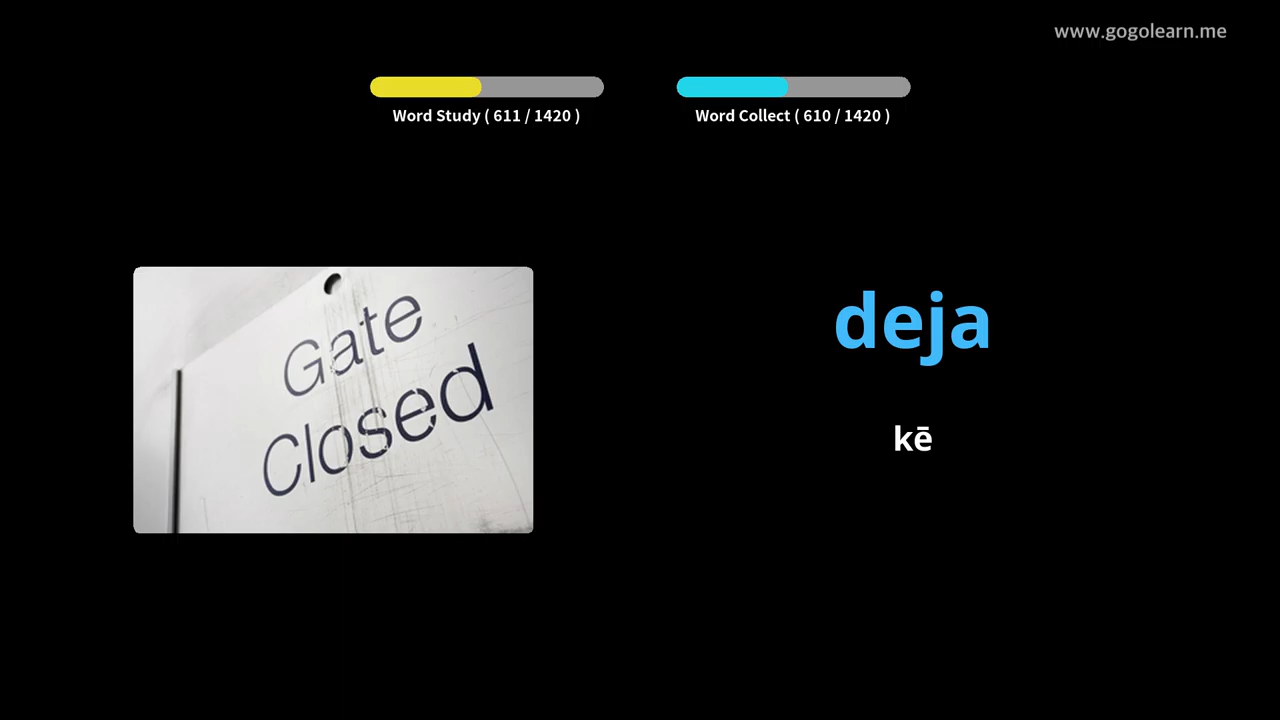 www.gogolearn.me
Word Study ( 611 / 1420 )
Word Collect ( 610 / 1420 )
Gate
Closed
deja
kē